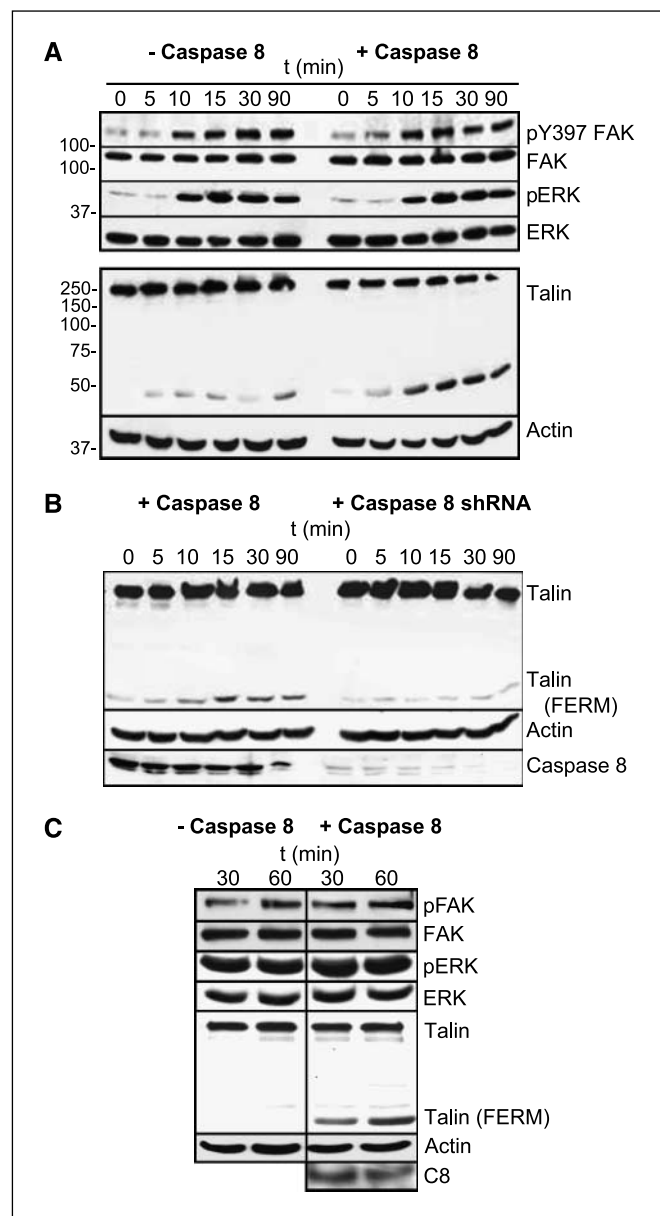 A
- Caspase 8 + Caspase 8
t (min)
0 5 10 15 30 90 0 5 10 15 30 90
pY397 FAK
100-
FAK
100-
pERK
37-
ERK
250-
Talin
150-
100-
75-
50-
Actin
37-
B
+ Caspase 8 + Caspase 8 shRNA
t (min)
0 5 10 15 30 90 0 5 10 15 30 90
Talin
Talin
(FERM)
Actin
Caspase 8
C
- Caspase 8 + Caspase 8
t (min)
30 60 30 60
pFAK
FAK
pERK
ERK
Talin
Talin (FERM)
Actin
C8